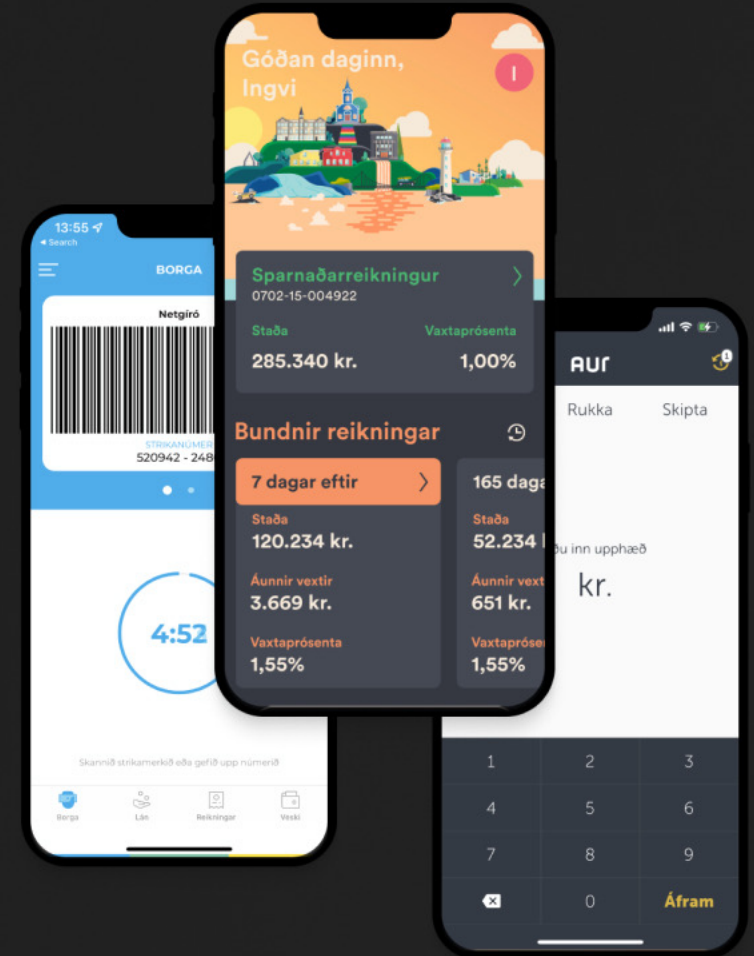 13:55
Search
BORGA
Netgíró
STRIKANÚMER
520942 - 248
4:52
Skannið strikamerkið eða gefið upp númerið
Borga
Lán
Reikningar
Veski
Góðan daginn,
Ingvi
I
Sparnaðarreikningur
0702-15-004922
Staða
Vaxtaprósenta
285.340 kr.
1,00%
Bundnir reikningar
7 dagar eftir
Staða
120.234 kr.
Áunnir vextir
3.669 kr.
Vaxtaprósenta
1,55%
165 daga
Staða
52.234
Áunnir vext
651 kr.
Vaxtaprósen
1,55%
AUR
1
Rukka
Skipta
ðu inn upphæð
kr.
1
2
3
4
5
6
7
8
9
0
Áfram